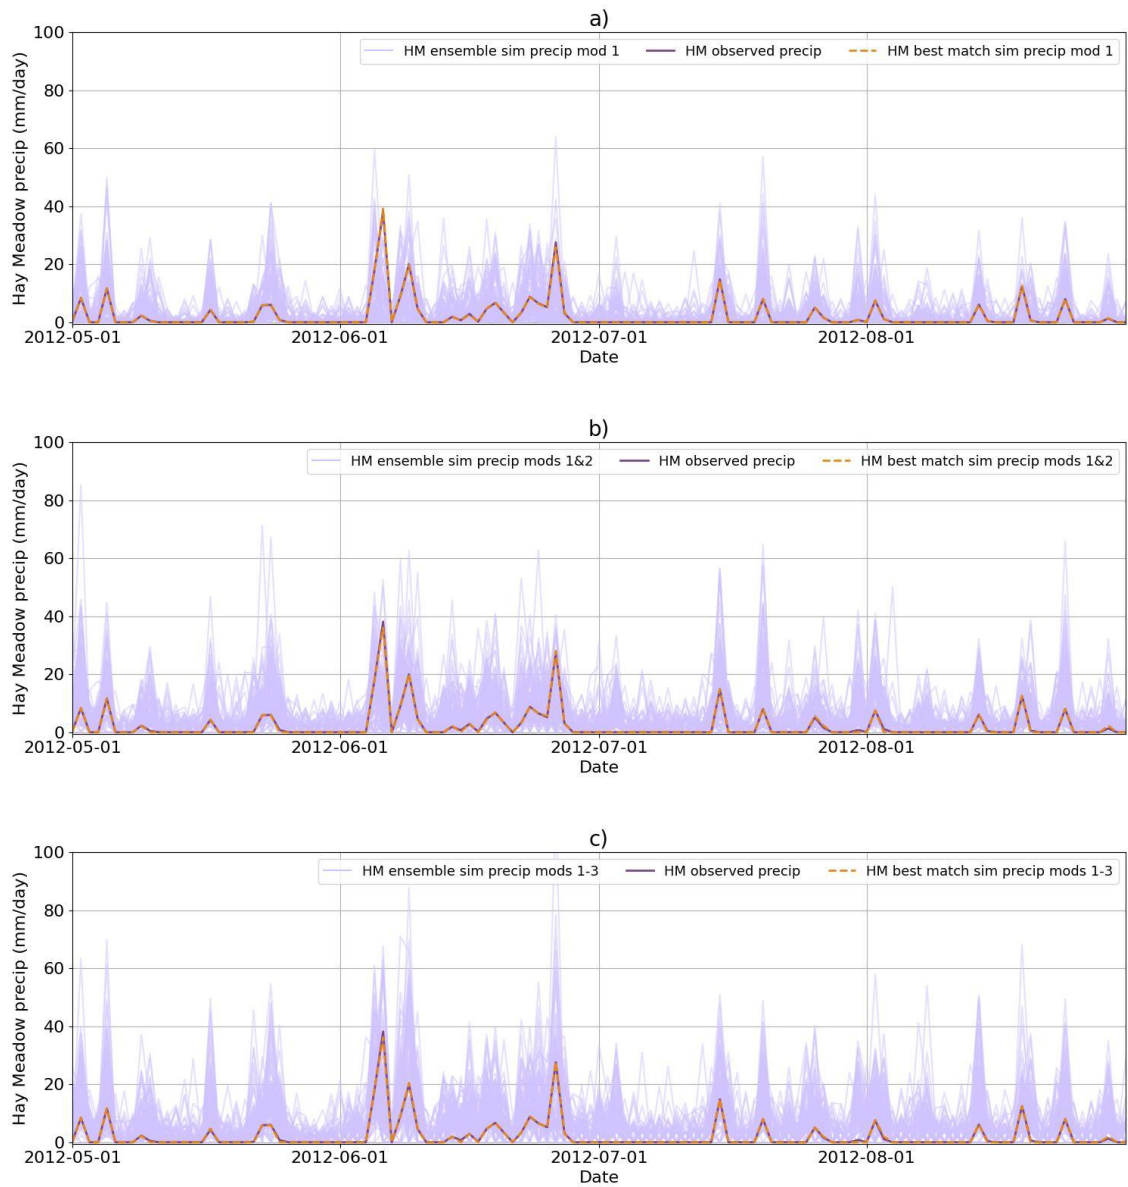 a)
HM ensemble sim precip mod 1 HM observed precip HM best match sim precip mod 1
Hay Meadow precip (mm/day)
100
80
60
40
20
0
2012-05-01 2012-06-01 2012-07-01 2012-08-01
Date
b)
HM ensemble sim precip mods 1&2 HM observed precip HM best match sim precip mods 1&2
Hay Meadow precip (mm/day)
100
80
60
40
20
0
2012-05-01 2012-06-01 2012-07-01 2012-08-01
Date
c)
HM ensemble sim precip mods 1-3 HM observed precip HM best match sim precip mods 1-3
Hay Meadow precip (mm/day)
100
80
60
40
20
0
2012-05-01 2012-06-01 2012-07-01 2012-08-01
Date